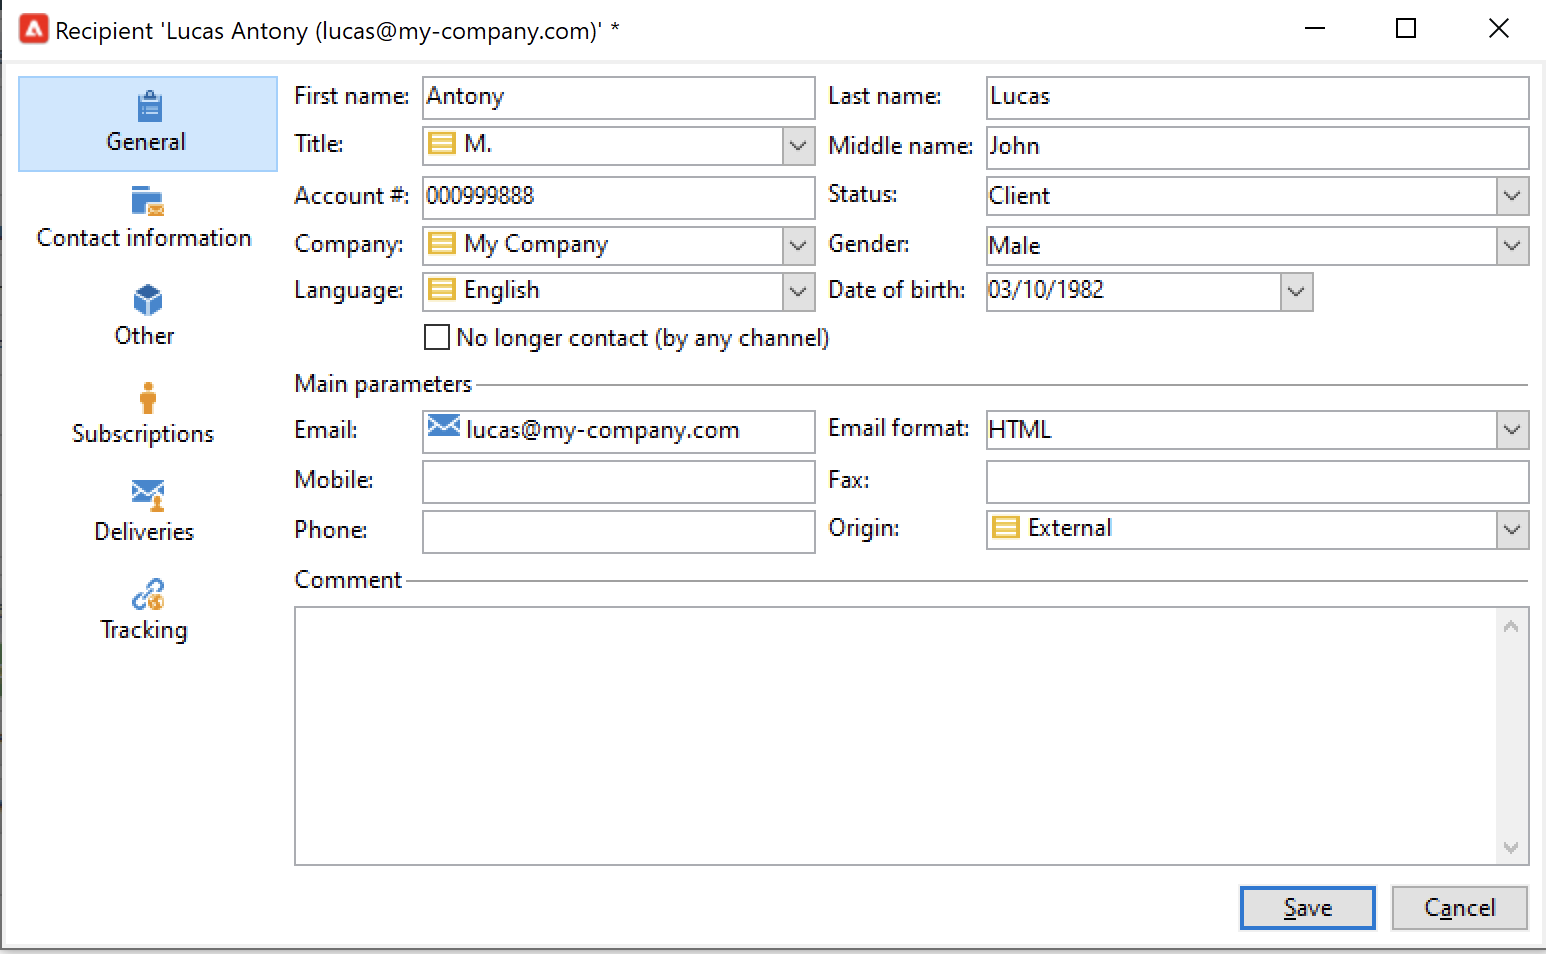 Recipient 'Lucas Antony (lucas@my-company.com)' *
General
Contact information
Other
Subscriptions
Deliveries
Tracking
First name: Antony Last name: Lucas
Title: M. Middle name: John
Account #: 000999888 Status: Client
Company: My Company Gender: Male
Language: English Date of birth: 03/10/1982
No longer contact (by any channel)
Main parameters
Email: lucas@my-company.com Email format: HTML
Mobile: Fax:
Phone: Origin: External
Comment
Save Cancel